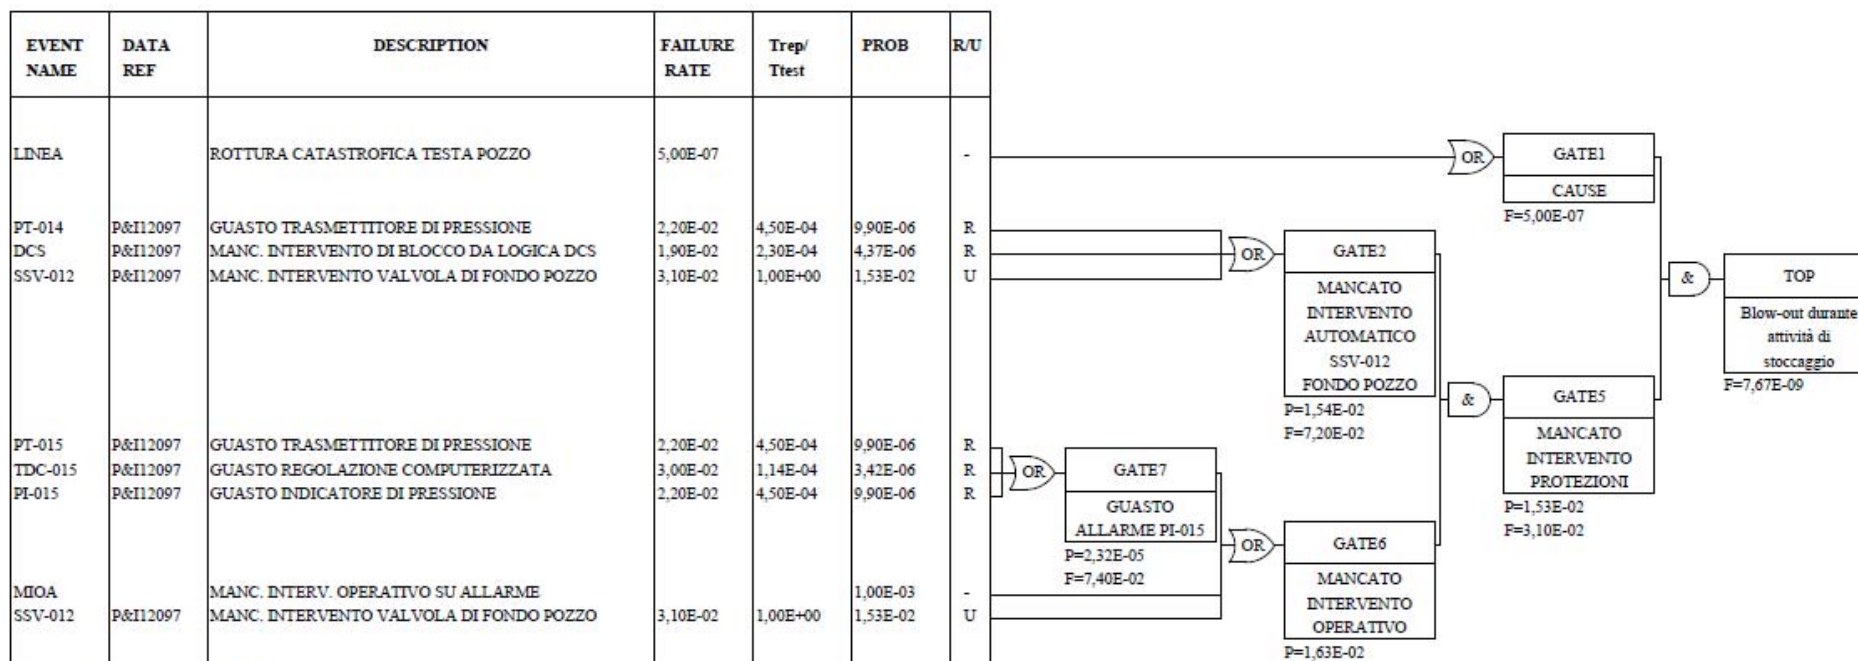 EVENT NAME DATA REF DESCRIPTION FAILURE RATE Trep/ Ttest PROB R/U
LINEA ROTTURA CATASTROFICA TESTA POZZO 5,00E-07 -
PT-014 P&I12097 GUASTO TRASMETTITORE DI PRESSIONE 2,20E-02 4,50E-04 9,90E-06 R
DCS P&I12097 MANC. INTERVENTO DI BLOCCO DA LOGICA DCS 1,90E-02 2,30E-04 4,37E-06 R
SSV-012 P&I12097 MANC. INTERVENTO VALVOLA DI FONDO POZZO 3,10E-02 1,00E+00 1,53E-02 U
PT-015 P&I12097 GUASTO TRASMETTITORE DI PRESSIONE 2,20E-02 4,50E-04 9,90E-06 R
TDC-015 P&I12097 GUASTO REGOLAZIONE COMPUTERIZZATA 3,00E-02 1,14E-04 3,42E-06 R
PI-015 P&I12097 GUASTO INDICATORE DI PRESSIONE 2,20E-02 4,50E-04 9,90E-06 R
MIOA MANC. INTERV. OPERATIVO SU ALLARME 1,00E-03 -
SSV-012 P&I12097 MANC. INTERVENTO VALVOLA DI FONDO POZZO 3,10E-02 1,00E+00 1,53E-02 U
OR
GATE7
GUASTO
ALLARME PI-015
P=2,32E-05
F=7,40E-02
OR
GATE2
MANCATO
INTERVENTO
AUTOMATICO
SSV-012
FONDO POZZO
P=1,54E-02
F=7,20E-02
OR
GATE6
MANCATO
INTERVENTO
OPERATIVO
P=1,63E-02
OR
GATE1
CAUSE
F=5,00E-07
&
GATE5
MANCATO
INTERVENTO
PROTEZIONI
P=1,53E-02
F=3,10E-02
&
TOP
Blow-out durante
attività di
stoccaggio
F=7,67E-09